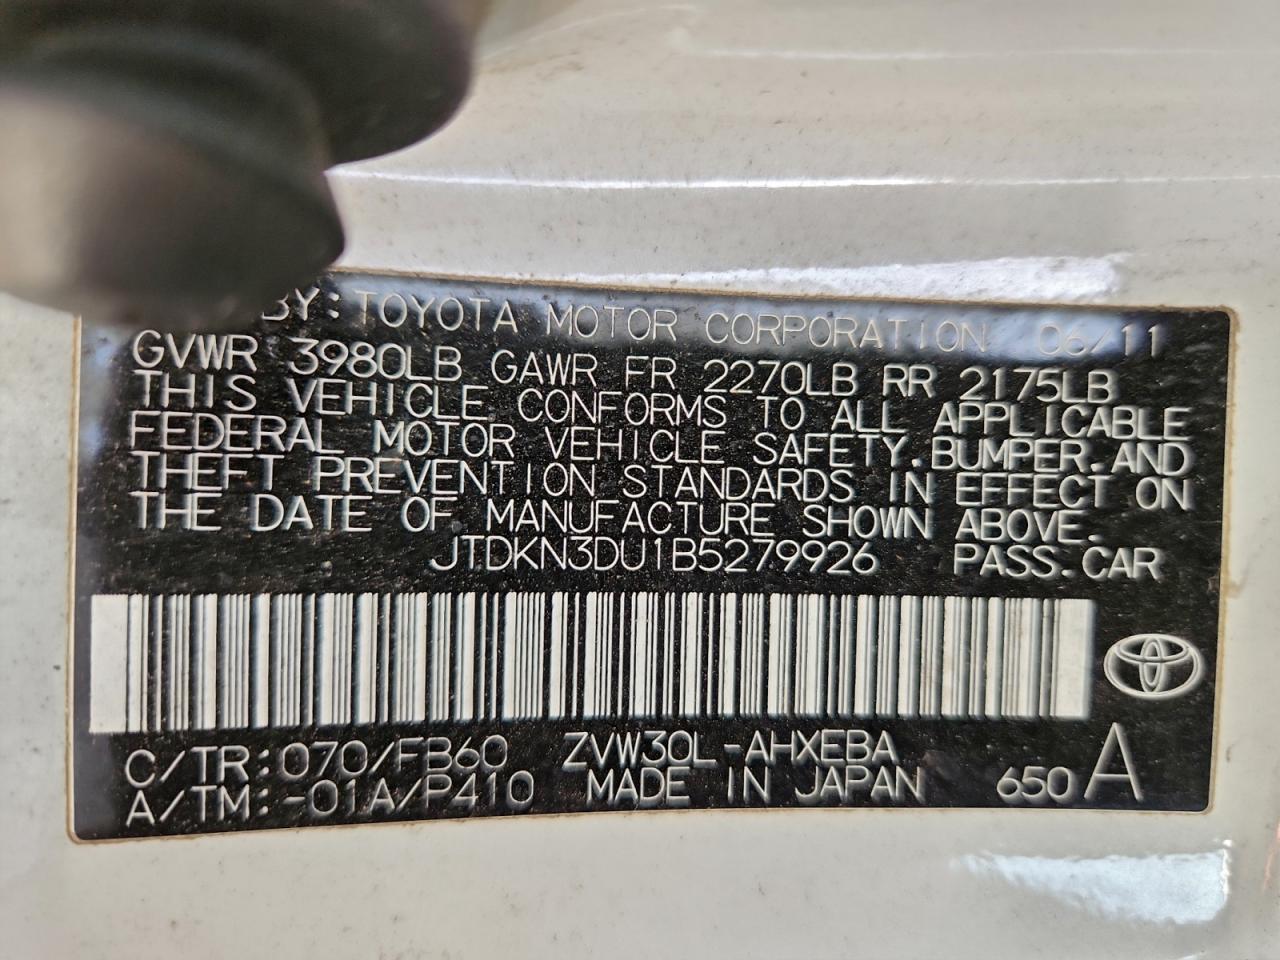 BY: TOYOTA MOTOR CORPORATION 06/11
GVWR 3980LB GAWR FR 2270LB RR 2175LB
THIS VEHICLE CONFORMS TO ALL APPLICABLE
FEDERAL MOTOR VEHICLE SAFETY. BUMPER. AND
THEFT PREVENTION STANDARDS IN EFFECT ON
THE DATE OF MANUFACTURE SHOWN ABOVE.
JTDKN3DU1B5279926 PASS. CAR
C/TR: 070/FB60 ZVW30L-AHXEBA
A/TM: -01A/P410 MADE IN JAPAN 650 A